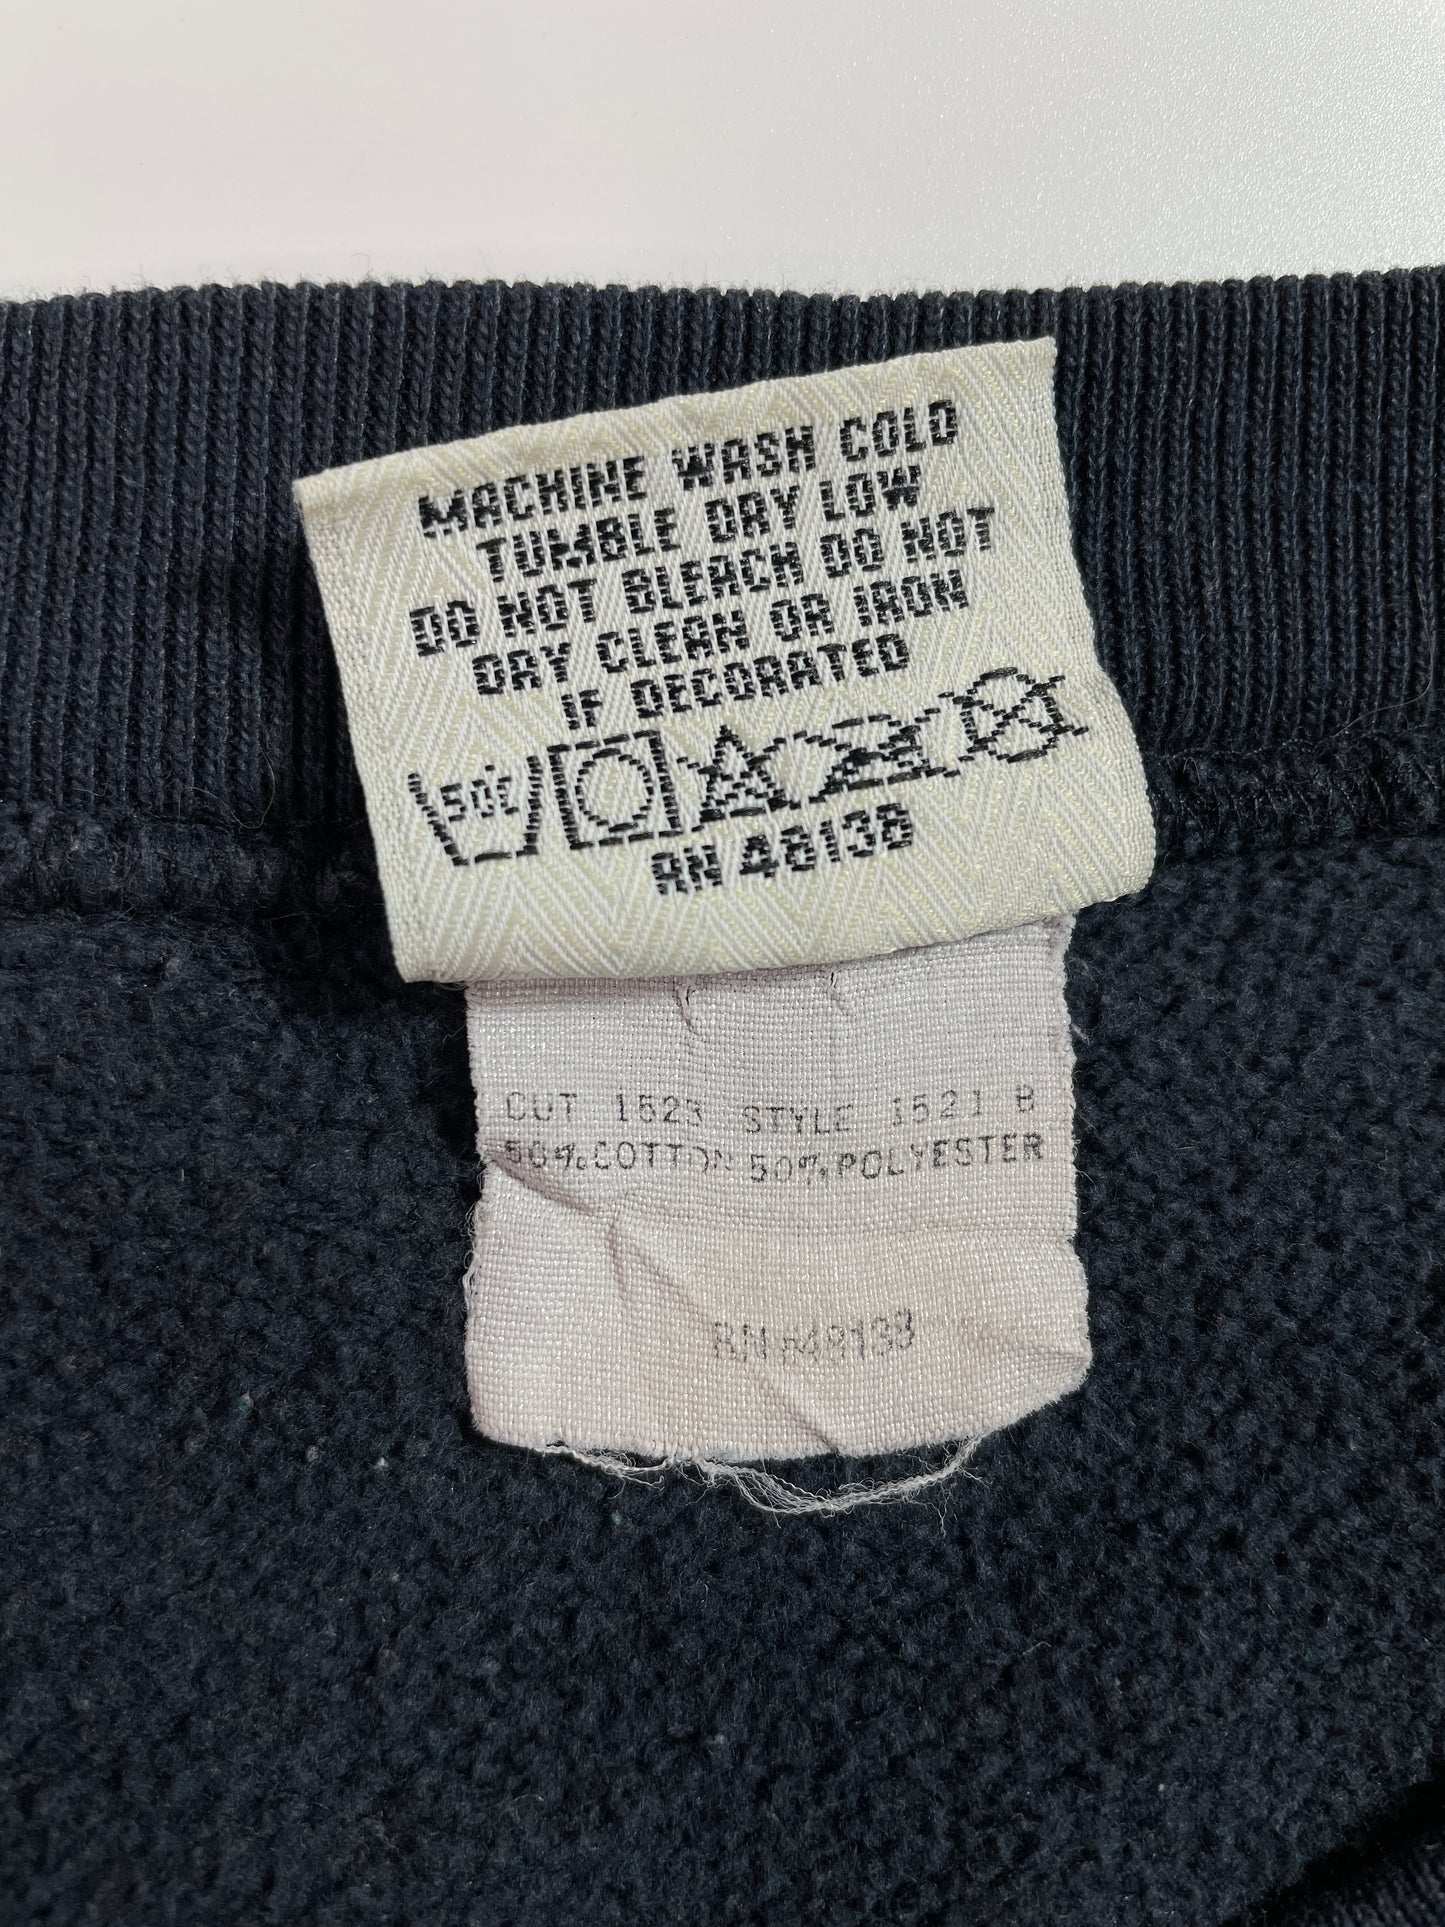 MACHINE WASH COLD
TUMBLE DRY LOW
DO NOT BLEACH DO NOT
DRY CLEAN OR IRON
IF DECORATED
50C
RN 48138
CUT 1523 STYLE 1521 B
50% COTTON 50% POLYESTER
RN 48138